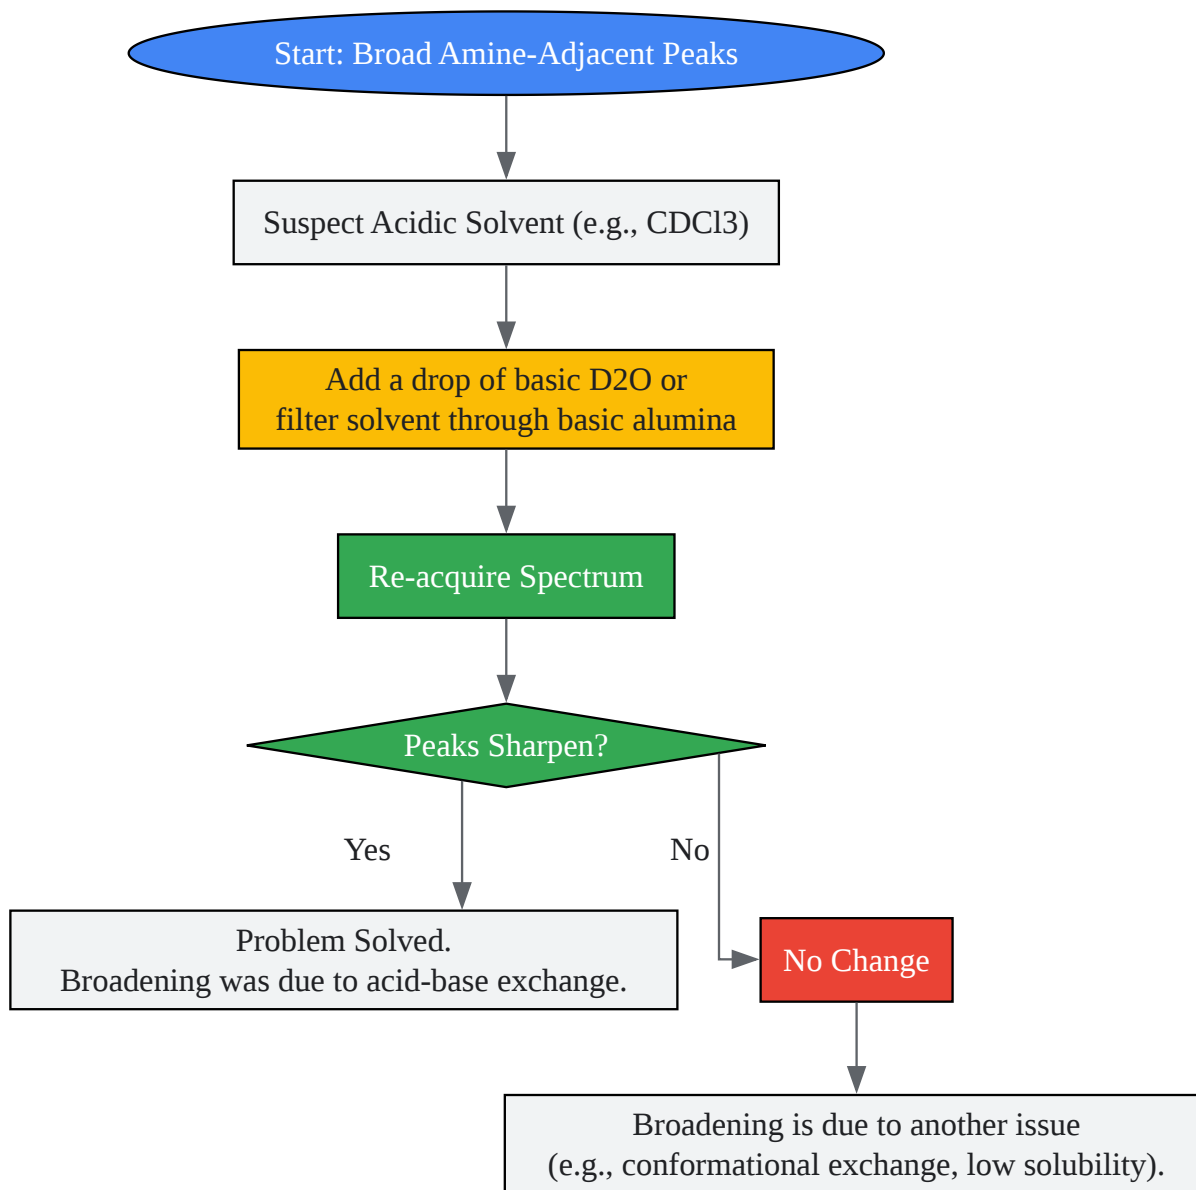 Start: Broad Amine-Adjacent Peaks
Suspect Acidic Solvent (e.g., CDCl3)
Add a drop of basic D2O or
filter solvent through basic alumina
Re-acquire Spectrum
Peaks Sharpen?
Yes
No
Problem Solved.
Broadening was due to acid-base exchange.
No Change
Broadening is due to another issue
(e.g., conformational exchange, low solubility).